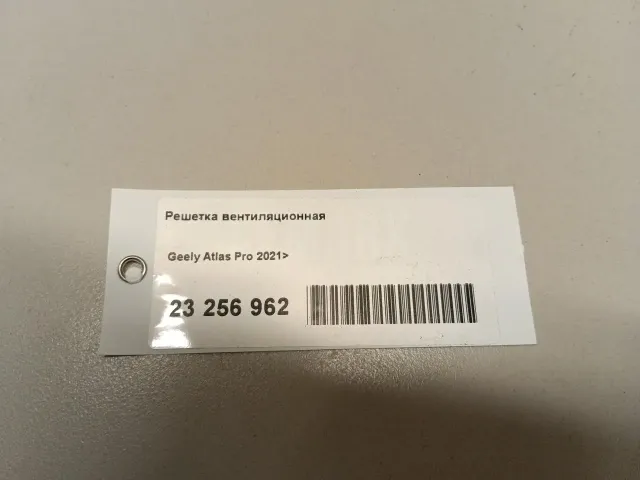 Решетка вентиляционная
Geely Atlas Pro 2021>
23 256 962